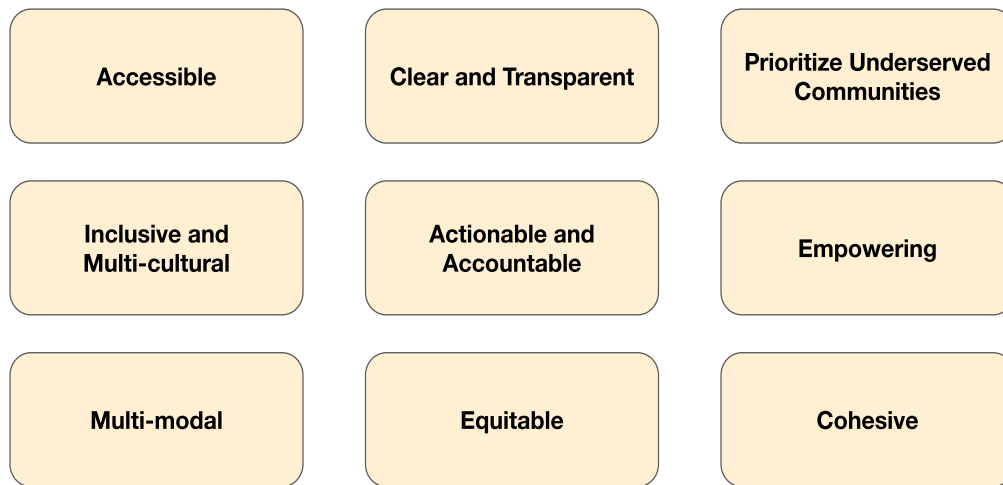 Accessible
Clear and Transparent
Prioritize Underserved
Communities
Inclusive and
Multi-cultural
Actionable and
Accountable
Empowering
Multi-modal
Equitable
Cohesive